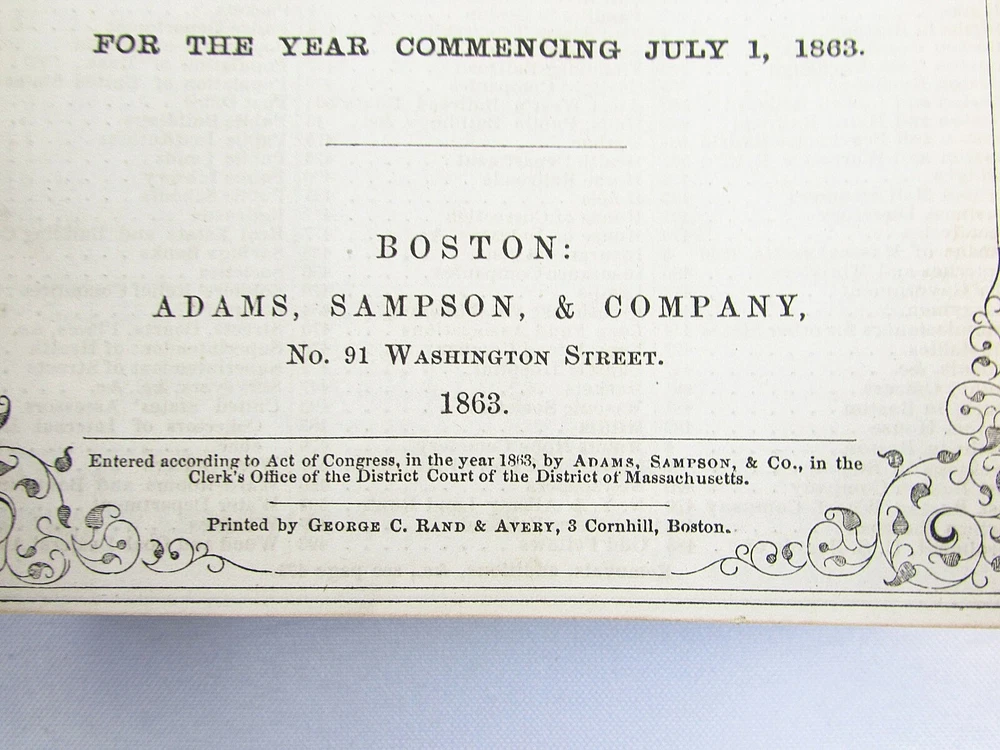 FOR THE YEAR COMMENCING JULY 1, 1863.
BOSTON:
ADAMS, SAMPSON, & COMPANY,
No. 91 Washington Street.
1863.
Entered according to Act of Congress, in the year 1863, by Adams, Sampson, & Co., in the
Clerk's Office of the District Court of the District of Massachusetts.
Printed by George C. Rand & Avery, 3 Cornhill, Boston.